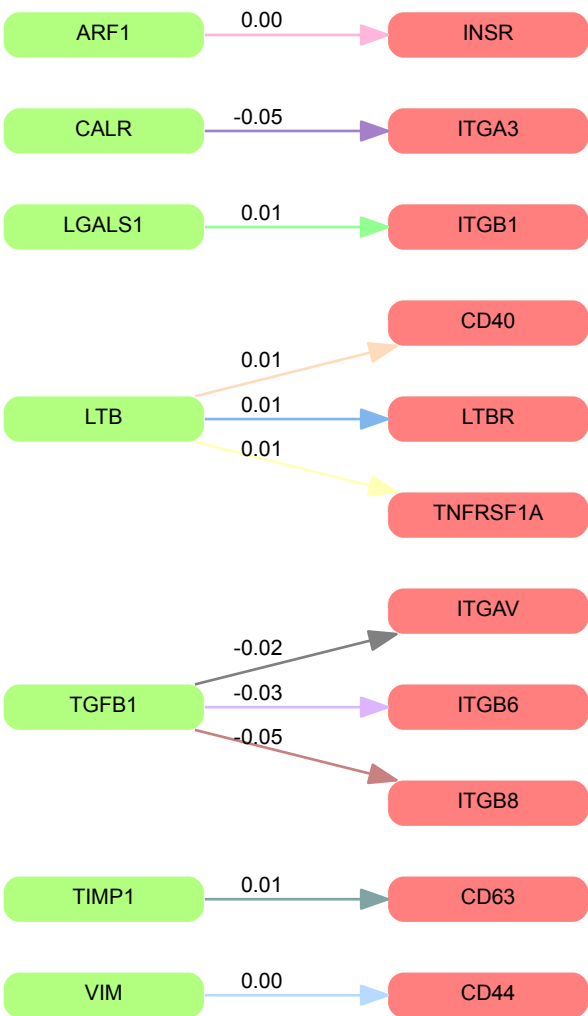 ARF1 0.00 INSR
CALR -0.05 ITGA3
LGALS1 0.01 ITGB1
CD40
0.01
LTB 0.01 LTBR
0.01
TNFRSF1A
ITGAV
-0.02
TGFB1 -0.03 ITGB6
-0.05
ITGB8
TIMP1 0.01 CD63
VIM 0.00 CD44